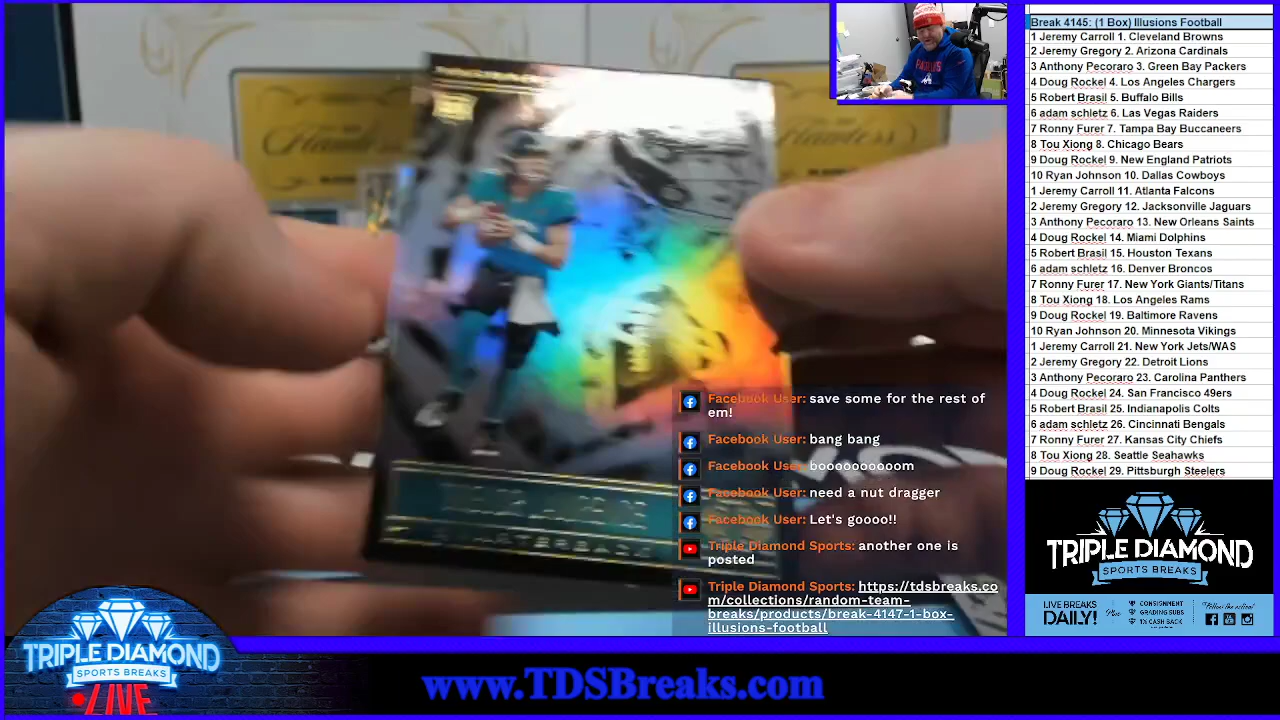 Break 4145: (1 Box) Illusions Football
1 Jeremy Carroll 1. Cleveland Browns
2 Jeremy Gregory 2. Arizona Cardinals
3 Anthony Pecoraro 3. Green Bay Packers
4 Doug Rockel 4. Los Angeles Chargers
5 Robert Brasil 5. Buffalo Bills
6 adam schletz 6. Las Vegas Raiders
7 Ronny Furer 7. Tampa Bay Buccaneers
8 Tou Xiong 8. Chicago Bears
9 Doug Rockel 9. New England Patriots
10 Ryan Johnson 10. Dallas Cowboys
1 Jeremy Carroll 11. Atlanta Falcons
2 Jeremy Gregory 12. Jacksonville Jaguars
3 Anthony Pecoraro 13. New Orleans Saints
4 Doug Rockel 14. Miami Dolphins
5 Robert Brasil 15. Houston Texans
6 adam schletz 16. Denver Broncos
7 Ronny Furer 17. New York Giants/Titans
8 Tou Xiong 18. Los Angeles Rams
9 Doug Rockel 19. Baltimore Ravens
10 Ryan Johnson 20. Minnesota Vikings
1 Jeremy Carroll 21. New York Jets/WAS
2 Jeremy Gregory 22. Detroit Lions
3 Anthony Pecoraro 23. Carolina Panthers
4 Doug Rockel 24. San Francisco 49ers
5 Robert Brasil 25. Indianapolis Colts
6 adam schletz 26. Cincinnati Bengals
7 Ronny Furer 27. Kansas City Chiefs
8 Tou Xiong 28. Seattle Seahawks
9 Doug Rockel 29. Pittsburgh Steelers
Flawless
Flawless
Facebook User: save some for the rest of
em!
Facebook User: bang bang
Facebook User: boooooooooom
Facebook User: need a nut dragger
Facebook User: Let's goooo!!
Triple Diamond Sports: another one is
posted
Triple Diamond Sports: https://tdsbreaks.co
m/collections/random-team-
breaks/products/break-4147-1-box-
illusions-football
TRIPLE DIAMOND
SPORTS BREAKS
LIVE BREAKS
DAILY!
Plus
CONSIGNMENT
GRADING SUBS
1% CASH BACK
Follow the action!
TRIPLE DIAMOND
SPORTS BREAKS
LIVE
www.TDSBreaks.com